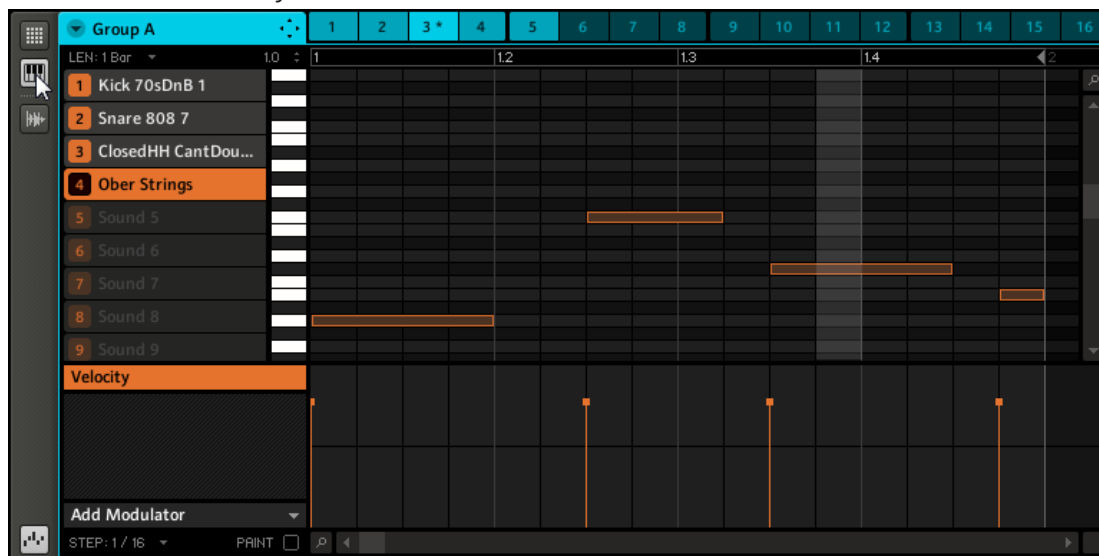 Group A
1 2 3 * 4 5 6 7 8 9 10 11 12 13 14 15 16
LEN: 1 Bar 1.0 1 1.2 1.3 1.4 2
1 Kick 70sDnB 1
2 Snare 808 7
3 ClosedHH CantDou...
4 Ober Strings
5 Sound 5
6 Sound 6
7 Sound 7
8 Sound 8
9 Sound 9
Velocity
Add Modulator
STEP: 1 / 16 PAINT